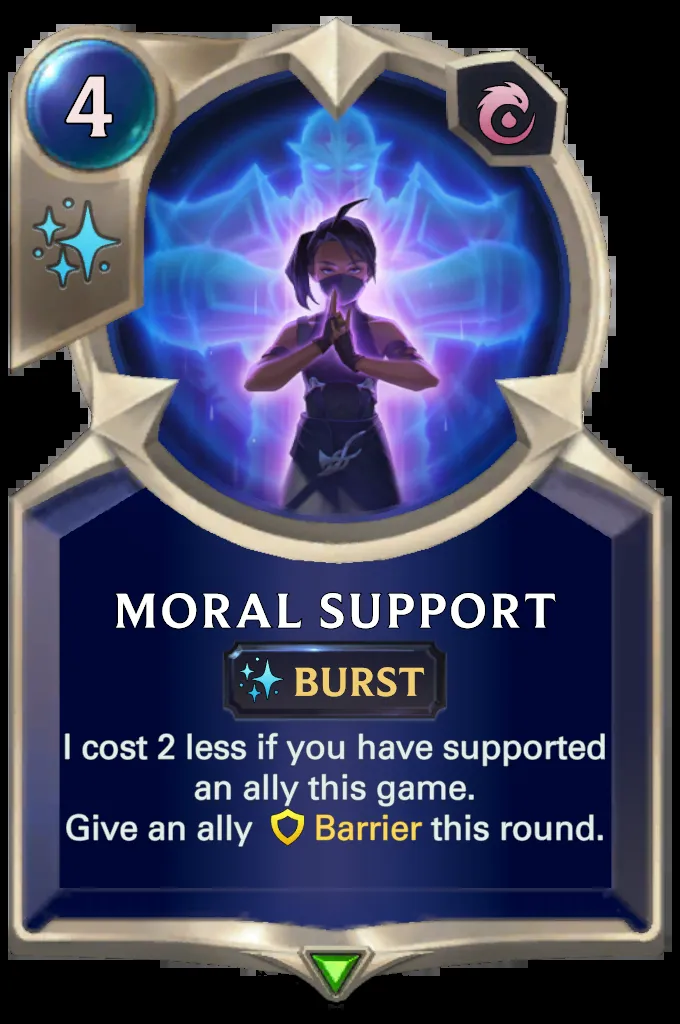 4
MORAL SUPPORT
BURST
I cost 2 less if you have supported
an ally this game.
Give an ally Barrier this round.